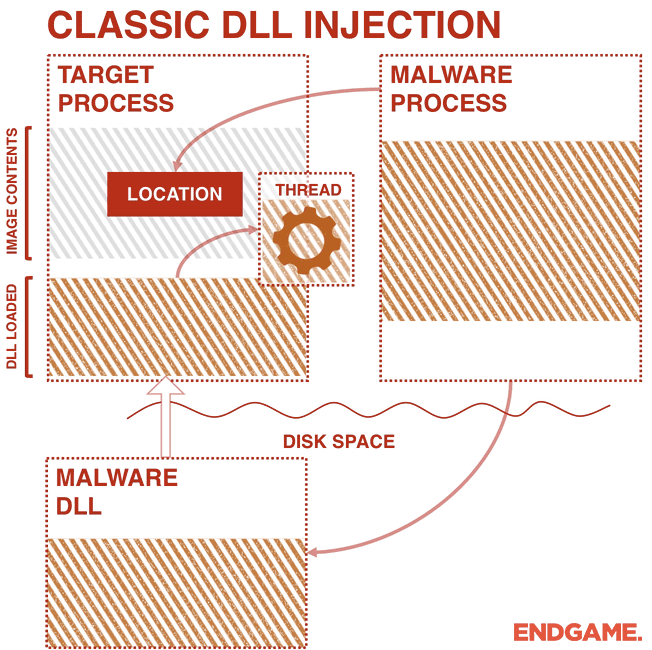 CLASSIC DLL INJECTION
TARGET
PROCESS
MALWARE
PROCESS
IMAGE CONTENTS
LOCATION
THREAD
DLL LOADED
DISK SPACE
MALWARE
DLL
ENDGAME.